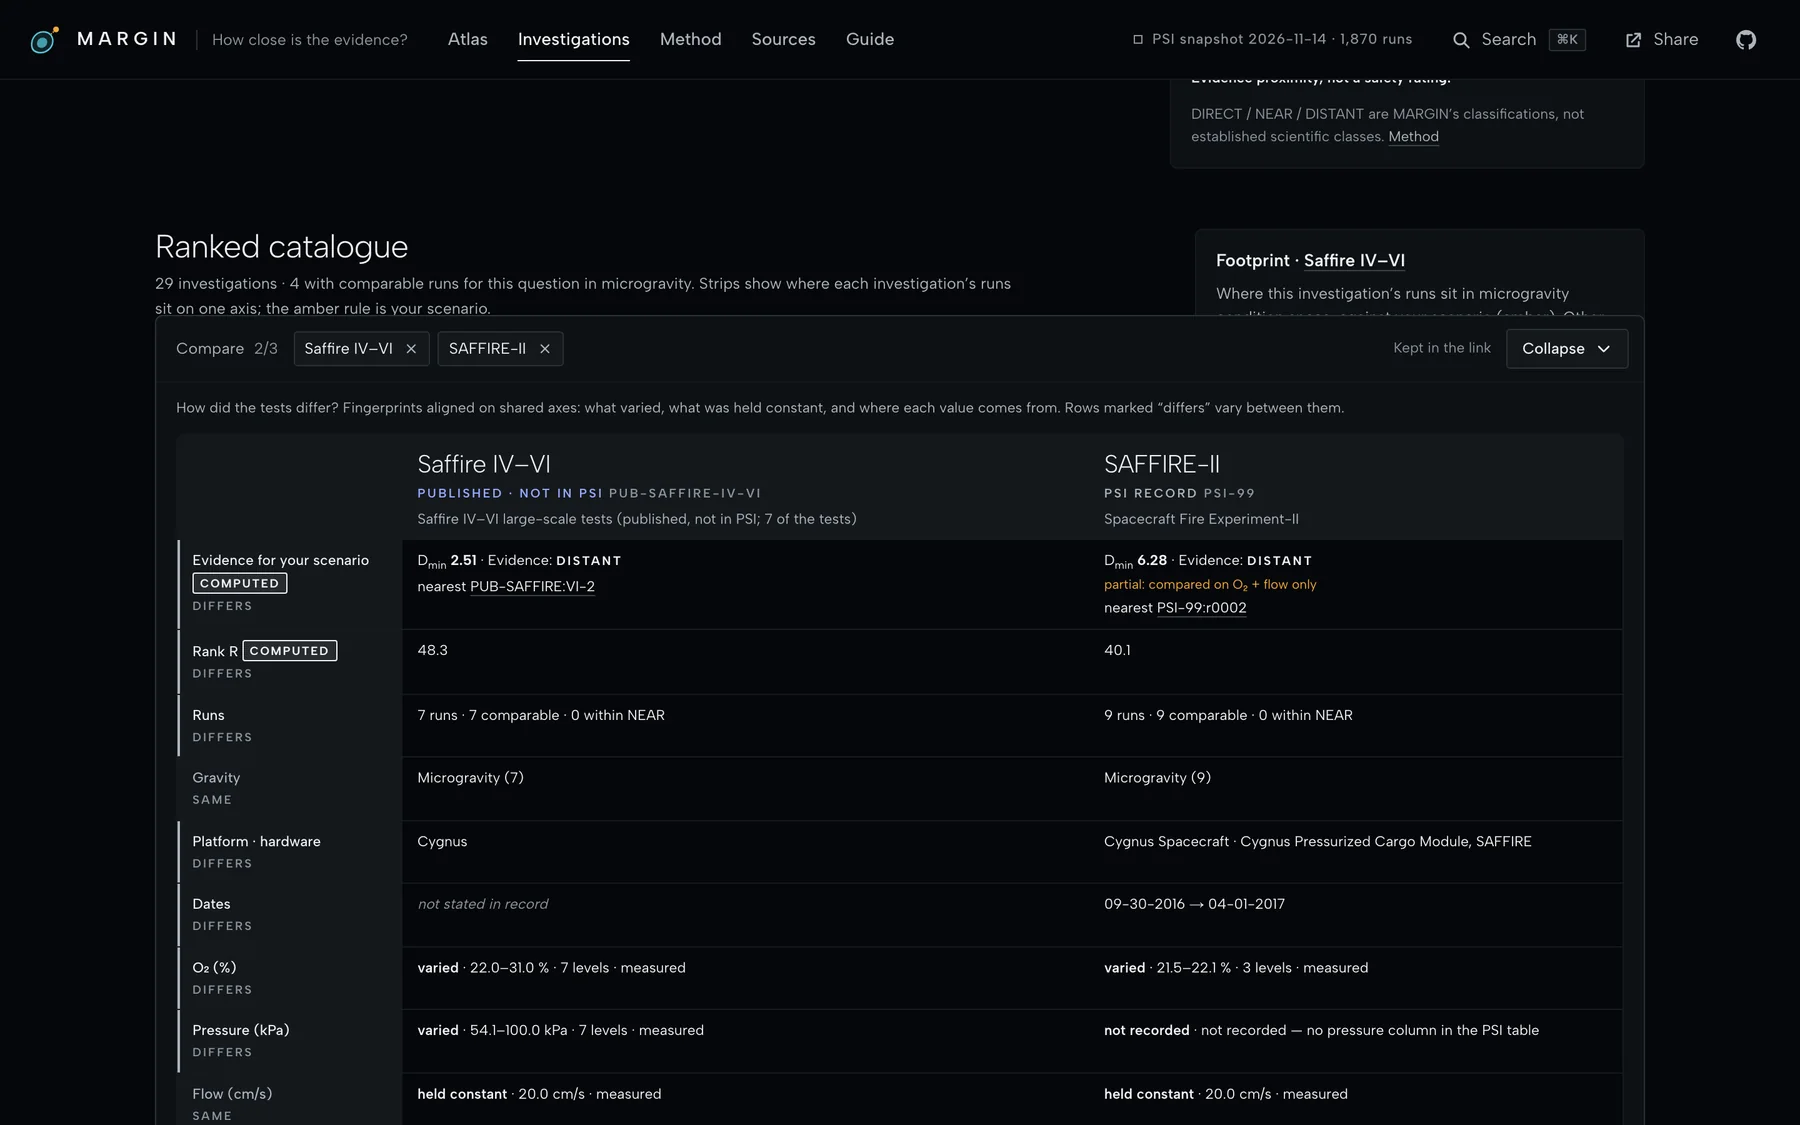 MARGIN
How close is the evidence?
Atlas
Investigations
Method
Sources
Guide
PSI snapshot 2026-11-14 · 1,870 runs
Search ⌘K
Share
Evidence proximity, not a safety rating.
DIRECT / NEAR / DISTANT are MARGIN's classifications, not
established scientific classes. Method
Ranked catalogue
29 investigations · 4 with comparable runs for this question in microgravity. Strips show where each investigation's runs
sit on one axis; the amber rule is your scenario.
Footprint · Saffire IV–VI
Where this investigation's runs sit in microgravity
condition space, against your scenario (amber). Other
Compare 2/3
Saffire IV–VI ×
SAFFIRE-II ×
Kept in the link
Collapse
How did the tests differ? Fingerprints aligned on shared axes: what varied, what was held constant, and where each value comes from. Rows marked “differs” vary between them.
Saffire IV–VI
PUBLISHED · NOT IN PSI PUB-SAFFIRE-IV-VI
Saffire IV–VI large-scale tests (published, not in PSI; 7 of the tests)
SAFFIRE-II
PSI RECORD PSI-99
Spacecraft Fire Experiment-II
Evidence for your scenario
COMPUTED
DIFFERS
Dmin 2.51 · Evidence: DISTANT
nearest PUB-SAFFIRE:VI-2
Dmin 6.28 · Evidence: DISTANT
partial: compared on O₂ + flow only
nearest PSI-99:r0002
Rank R COMPUTED
DIFFERS
48.3
40.1
Runs
DIFFERS
7 runs · 7 comparable · 0 within NEAR
9 runs · 9 comparable · 0 within NEAR
Gravity
SAME
Microgravity (7)
Microgravity (9)
Platform · hardware
DIFFERS
Cygnus
Cygnus Spacecraft · Cygnus Pressurized Cargo Module, SAFFIRE
Dates
DIFFERS
not stated in record
09-30-2016 → 04-01-2017
O₂ (%)
DIFFERS
varied · 22.0–31.0 % · 7 levels · measured
varied · 21.5–22.1 % · 3 levels · measured
Pressure (kPa)
DIFFERS
varied · 54.1–100.0 kPa · 7 levels · measured
not recorded · not recorded — no pressure column in the PSI table
Flow (cm/s)
SAME
held constant · 20.0 cm/s · measured
held constant · 20.0 cm/s · measured